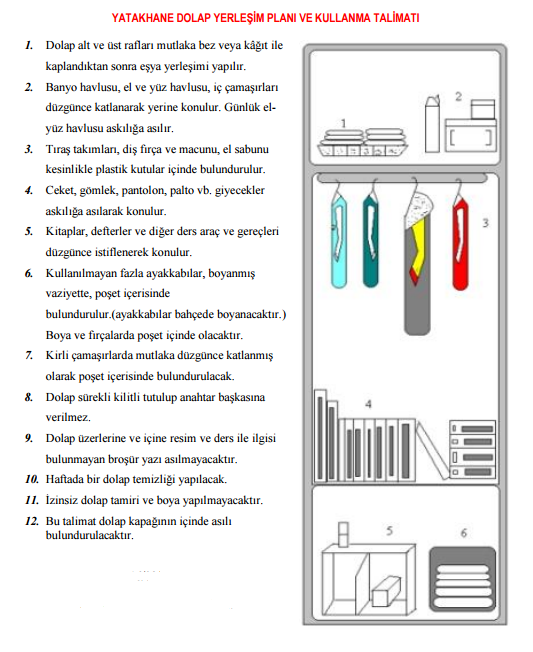 YATAKHANE DOLAP YERLEŞİM PLANI VE KULLANMA TALİMATI
1. Dolap alt ve üst rafları mutlaka bez veya kâğıt ile
kaplandıktan sonra eşya yerleşimi yapılır.
2. Banyo havlusu, el ve yüz havlusu, iç çamaşırları
düzgünce katlanarak yerine konulur. Günlük el-
yüz havlusu askılığa asılır.
3. Tıraş takımları, diş fırça ve macunu, el sabunu
kesinlikle plastik kutular içinde bulundurulur.
4. Ceket, gömlek, pantolon, palto vb. giyecekler
askılığa asılarak konulur.
5. Kitaplar, defterler ve diğer ders araç ve gereçleri
düzgünce istiflenerek konulur.
6. Kullanılmayan fazla ayakkabılar, boyanmış
vaziyette, poşet içerisinde
bulundurulur.(ayakkabılar bahçede boyanacaktır.)
Boya ve fırçalarda poşet içinde olacaktır.
7. Kirli çamaşırlarda mutlaka düzgünce katlanmış
olarak poşet içerisinde bulundurulacak.
8. Dolap sürekli kilitli tutulup anahtar başkasına
verilmez.
9. Dolap üzerlerine ve içine resim ve ders ile ilgisi
bulunmayan broşür yazı asılmayacaktır.
10. Haftada bir dolap temizliği yapılacak.
11. İzinsiz dolap tamiri ve boya yapılmayacaktır.
12. Bu talimat dolap kapağının içinde asılı
bulundurulacaktır.
1
2
3
4
5
6